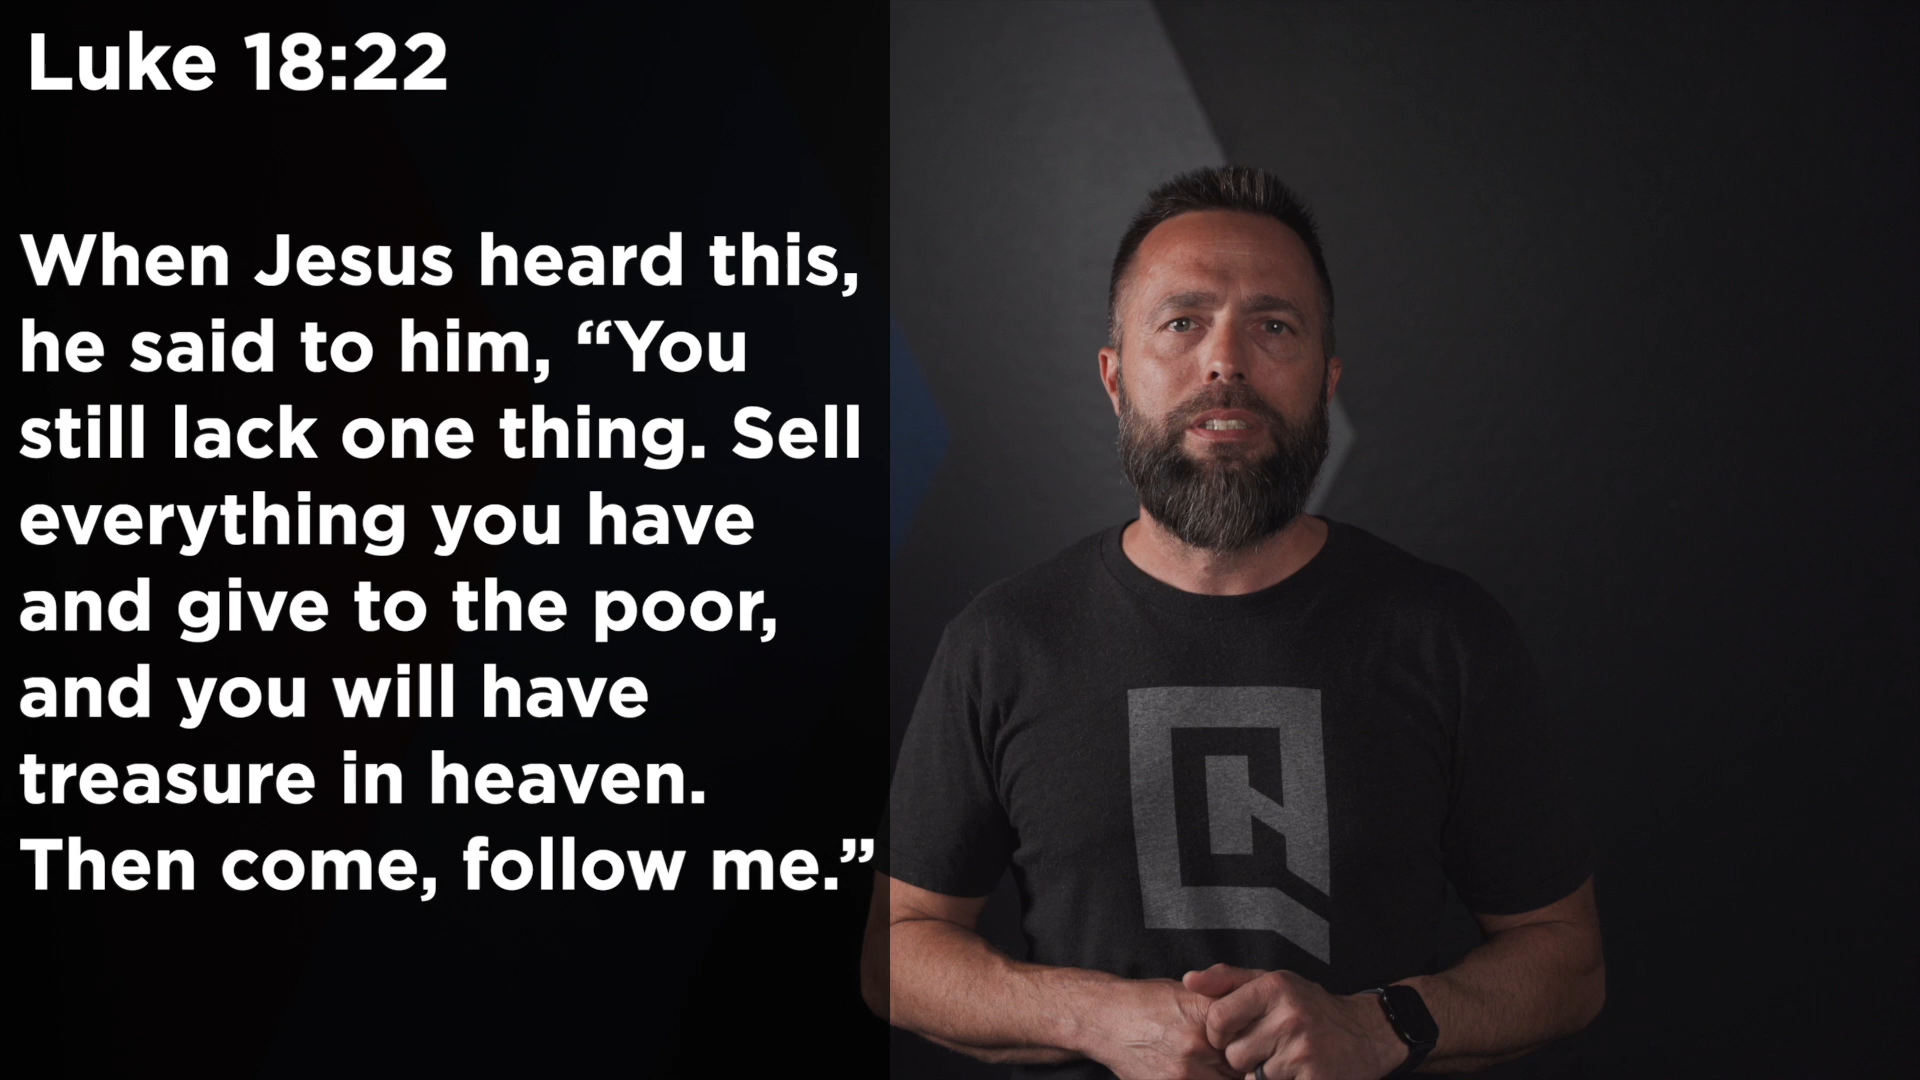 Luke 18:22
When Jesus heard this,
he said to him, “You
still lack one thing. Sell
everything you have
and give to the poor,
and you will have
treasure in heaven.
Then come, follow me.”